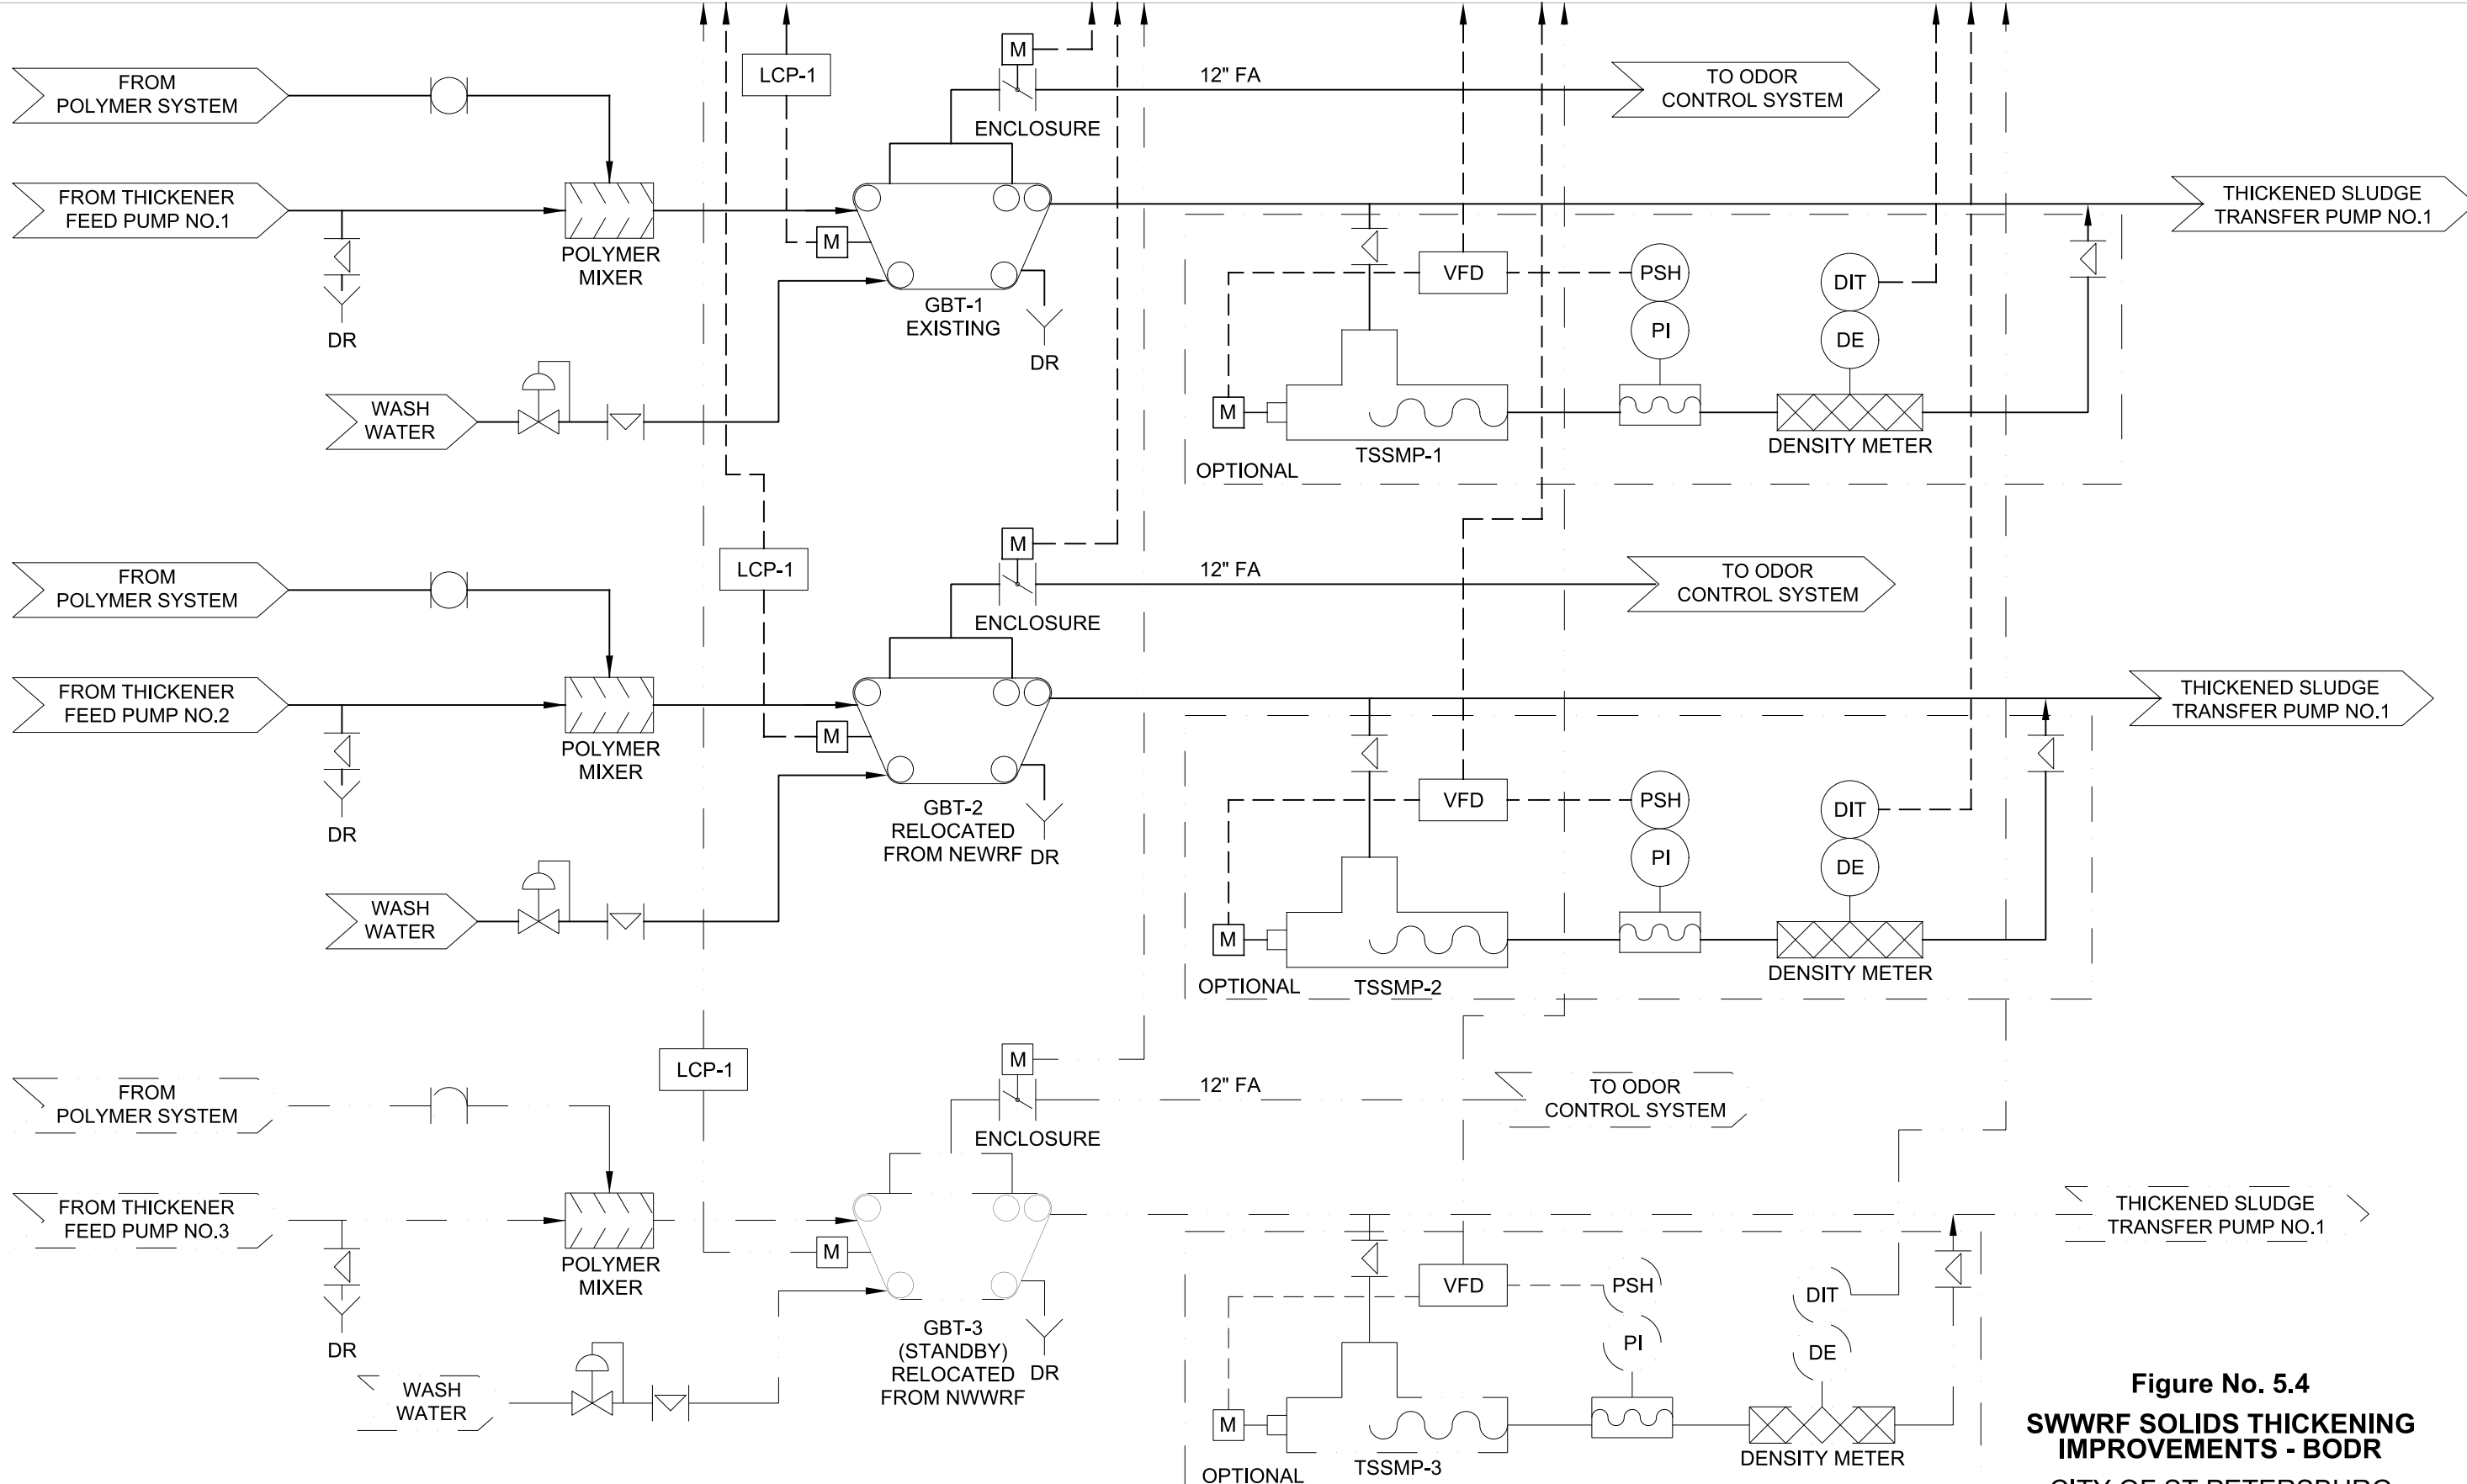 FROM
POLYMER SYSTEM
LCP-1
M
12" FA
TO ODOR
CONTROL SYSTEM
ENCLOSURE
FROM THICKENER
FEED PUMP NO.1
POLYMER
MIXER
M
GBT-1
EXISTING
DR
DR
WASH
WATER
THICKENED SLUDGE
TRANSFER PUMP NO.1
VFD
PSH
PI
DIT
DE
M
TSSMP-1
DENSITY METER
OPTIONAL
FROM
POLYMER SYSTEM
LCP-1
M
12" FA
TO ODOR
CONTROL SYSTEM
ENCLOSURE
FROM THICKENER
FEED PUMP NO.2
POLYMER
MIXER
M
GBT-2
RELOCATED
FROM NEWRF
DR
DR
WASH
WATER
THICKENED SLUDGE
TRANSFER PUMP NO.1
VFD
PSH
PI
DIT
DE
M
TSSMP-2
DENSITY METER
OPTIONAL
FROM
POLYMER SYSTEM
LCP-1
M
12" FA
TO ODOR
CONTROL SYSTEM
ENCLOSURE
FROM THICKENER
FEED PUMP NO.3
POLYMER
MIXER
M
GBT-3
(STANDBY)
RELOCATED
FROM NWWRF
DR
DR
WASH
WATER
THICKENED SLUDGE
TRANSFER PUMP NO.1
VFD
PSH
PI
DIT
DE
M
TSSMP-3
DENSITY METER
OPTIONAL
Figure No. 5.4
SWWRF SOLIDS THICKENING
IMPROVEMENTS - BODR
CITY OF ST PETERSBURG